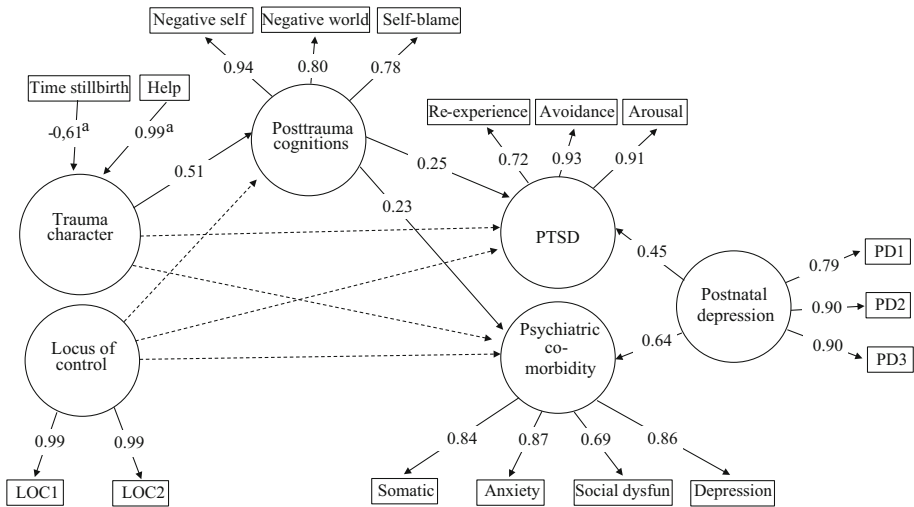 Negative self
Negative world
Self-blame
0.94
0.80
0.78
Time stillbirth
Help
-0,61a
0.99a
Posttrauma
cognitions
Re-experience
Avoidance
Arousal
0.72
0.93
0.91
0.51
0.25
0.23
Trauma
character
PTSD
0.45
Postnatal
depression
0.79
PD1
0.90
PD2
0.90
PD3
Locus of
control
Psychiatric
co-
morbidity
0.64
0.99
0.99
LOC1
LOC2
0.84
0.87
0.69
0.86
Somatic
Anxiety
Social dysfun
Depression